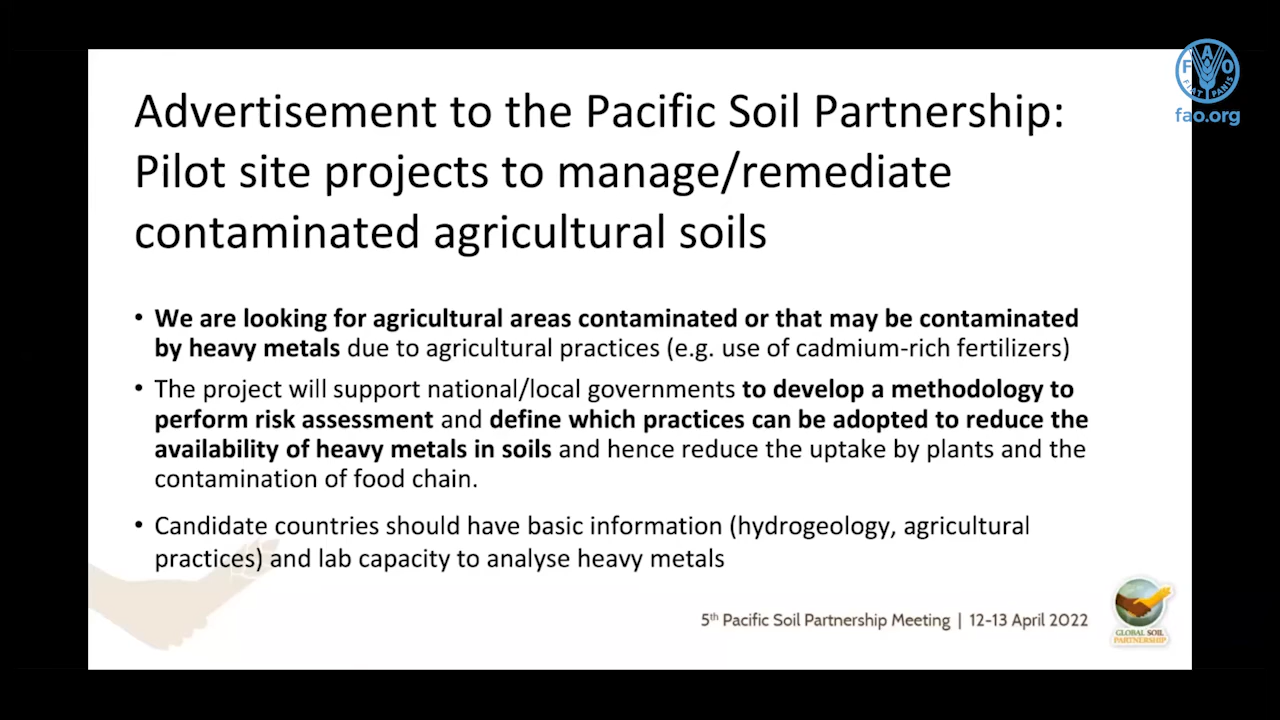 Advertisement to the Pacific Soil Partnership:
Pilot site projects to manage/remediate
contaminated agricultural soils
• We are looking for agricultural areas contaminated or that may be contaminated
by heavy metals due to agricultural practices (e.g. use of cadmium-rich fertilizers)
• The project will support national/local governments to develop a methodology to
perform risk assessment and define which practices can be adopted to reduce the
availability of heavy metals in soils and hence reduce the uptake by plants and the
contamination of food chain.
• Candidate countries should have basic information (hydrogeology, agricultural
practices) and lab capacity to analyse heavy metals
5th Pacific Soil Partnership Meeting | 12-13 April 2022
GLOBAL SOIL
PARTNERSHIP
F A O
FIAT PANIS
fao.org